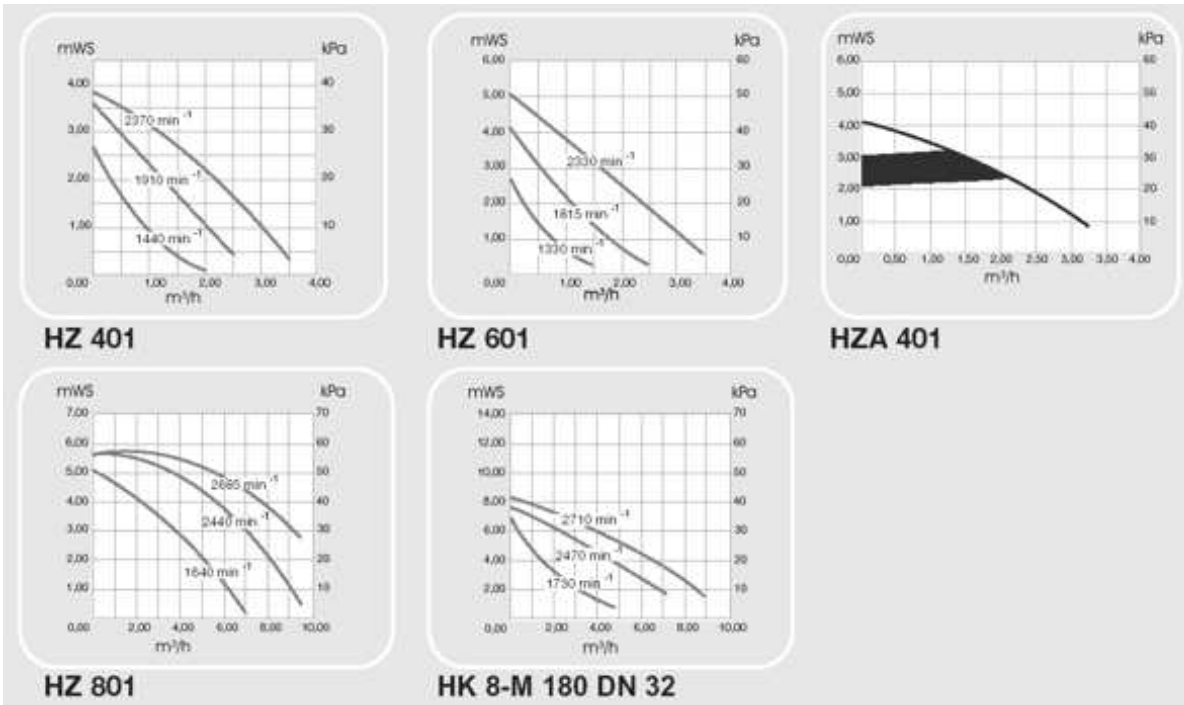 mWS kPa
4,00 40
2370 min -1
3,00 30
1910 min -1
2,00 20
1,00 10
1440 min -1
0,00 1,00 2,00 3,00 4,00
m³/h
HZ 401
mWS kPa
6,00 60
5,00 50
4,00 40
3,00 30
2330 min -1
2,00 20
1815 min -1
1,00 10
1330 min -1
0,00 1,00 2,00 3,00 4,00
m³/h
HZ 601
mWS kPa
6,00 60
5,00 50
4,00 40
3,00 30
2,00 20
1,00 10
0,00 0,50 1,00 1,50 2,00 2,50 3,00 3,50 4,00
m³/h
HZA 401
mWS kPa
7,00 70
6,00 60
5,00 50
4,00 40
3,00 30
2440 min -1
2,00 20
1640 min -1
1,00 10
0,00 2,00 4,00 6,00 8,00 10,00
m³/h
HZ 801
mWS kPa
14,00 70
12,00 60
10,00 50
8,00 40
2710 min -1
6,00 30
2470 min -1
4,00 20
1730 min -1
2,00 10
0,00 2,00 4,00 6,00 8,00 10,00
m³/h
HK 8-M 180 DN 32